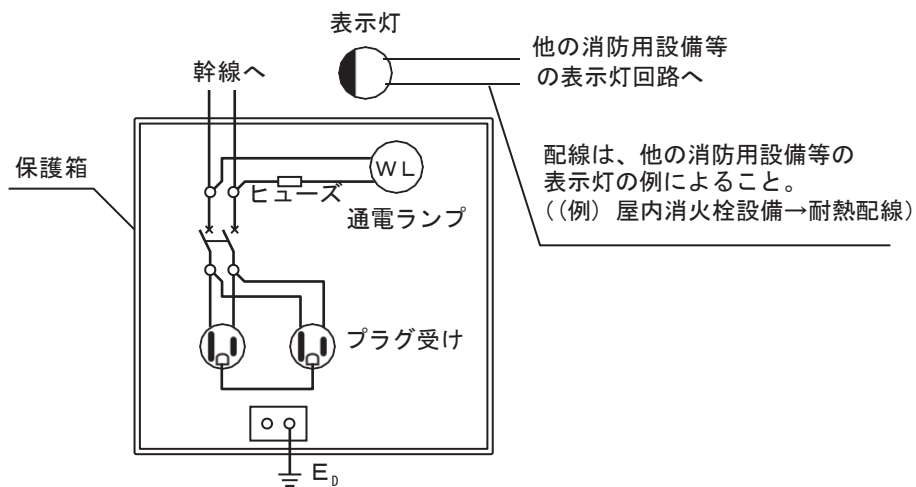 表示灯
他の消防用設備等
の表示灯回路へ
幹線へ
保護箱
WL
ヒューズ
通電ランプ
配線は、他の消防用設備等の
表示灯の例によること。
((例) 屋内消火栓設備→耐熱配線)
プラグ受け
ED